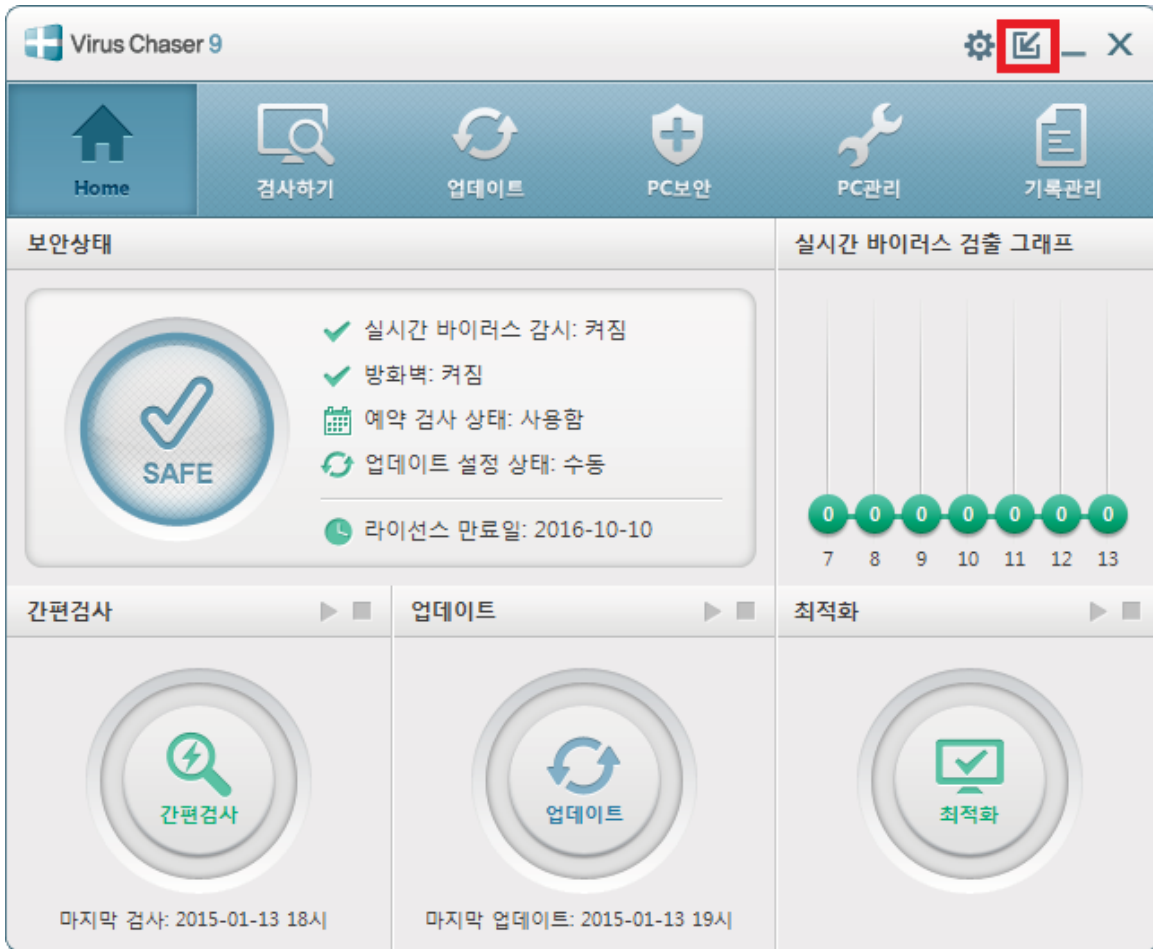 Virus Chaser 9
Home
검사하기
업데이트
PC보안
PC관리
기록관리
보안상태
실시간 바이러스 검출 그래프
SAFE
실시간 바이러스 감시: 켜짐
방화벽: 켜짐
예약 검사 상태: 사용함
업데이트 설정 상태: 수동
라이선스 만료일: 2016-10-10
0 0 0 0 0 0 0
7 8 9 10 11 12 13
간편검사
업데이트
최적화
간편검사
업데이트
최적화
마지막 검사: 2015-01-13 18시
마지막 업데이트: 2015-01-13 19시